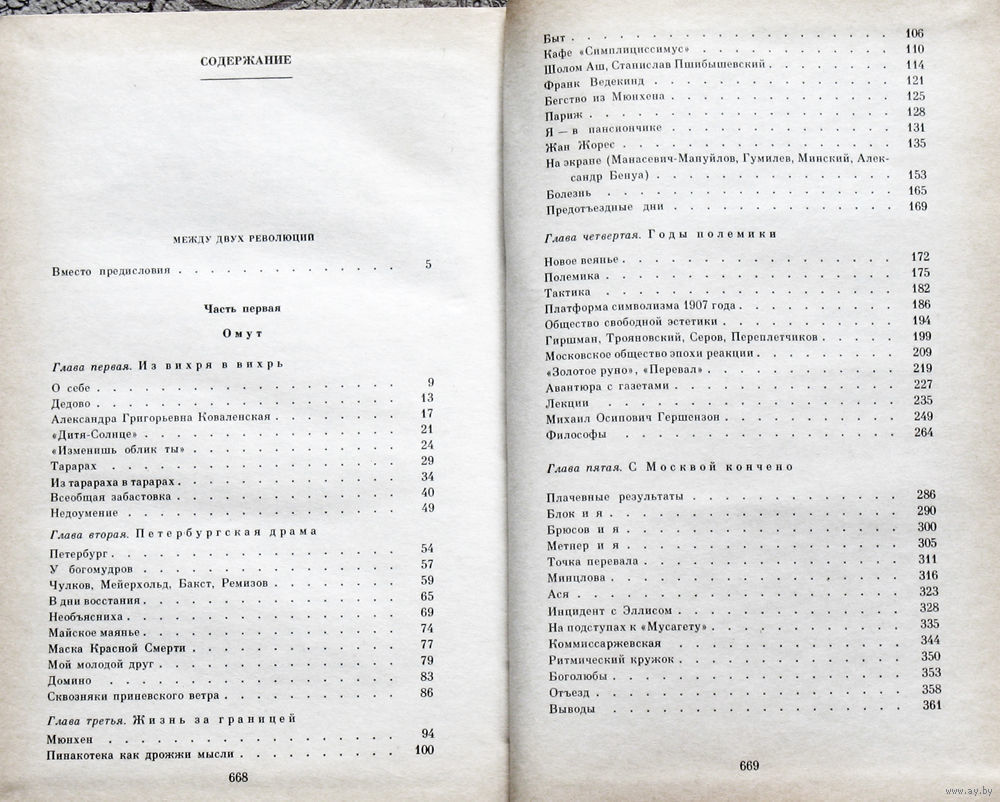 СОДЕРЖАНИЕ
МЕЖДУ ДВУХ РЕВОЛЮЦИЙ
Вместо предисловия . . . . . . . . . . . . . . 5
Часть первая
Омут
Глава первая. Из вихря в вихрь
О себе . . . . . . . . . . . . . . 9
Дедово . . . . . . . . . . . . . . 13
Александра Григорьевна Коваленская . . . . . . . 17
«Дитя-Солнце» . . . . . . . . . . . . . . 21
«Изменишь облик ты» . . . . . . . . . . . . 24
Тарарах . . . . . . . . . . . . . . 29
Из тарараха в тарарах . . . . . . . . . . . . 34
Всеобщая забастовка . . . . . . . . . . . . 40
Недоумение . . . . . . . . . . . . . . 49
Глава вторая. Петербургская драма
Петербург . . . . . . . . . . . . . . 54
У богомудров . . . . . . . . . . . . . . 57
Чулков, Мейерхольд, Бакст, Ремизов . . . . . . . 59
В дни восстания . . . . . . . . . . . . . . 65
Необъясниха . . . . . . . . . . . . . . 69
Майское маянье . . . . . . . . . . . . . . 74
Маска Красной Смерти . . . . . . . . . . . . 77
Мой молодой друг . . . . . . . . . . . . . . 79
Домино . . . . . . . . . . . . . . 83
Сквозняки приневского ветра . . . . . . . . . . 86
Глава третья. Жизнь за границей
Мюнхен . . . . . . . . . . . . . . 94
Пинакотека как дрожжи мысли . . . . . . . . . . 100
668
Быт . . . . . . . . . . . . . . 106
Кафе «Симплициссимус» . . . . . . . . . . . . 110
Шолом Аш, Станислав Пшибышевский . . . . . . . 114
Франк Ведекинд . . . . . . . . . . . . . . 121
Бегство из Мюнхена . . . . . . . . . . . . 125
Париж . . . . . . . . . . . . . . 128
Я — в пансиончике . . . . . . . . . . . . 131
Жан Жорес . . . . . . . . . . . . . . 135
На экране (Манасевич-Мануйлов, Гумилев, Минский, Алек-
сандр Бенуа) . . . . . . . . . . . . . . 153
Болезнь . . . . . . . . . . . . . . 165
Предотъездные дни . . . . . . . . . . . . 169
Глава четвертая. Годы полемики
Новое веянье . . . . . . . . . . . . . . 172
Полемика . . . . . . . . . . . . . . 175
Тактика . . . . . . . . . . . . . . 182
Платформа символизма 1907 года . . . . . . . . . 186
Общество свободной эстетики . . . . . . . . . . 194
Гиршман, Трояновский, Серов, Переплетчиков . . . . . 199
Московское общество эпохи реакции . . . . . . . . 209
«Золотое руно», «Перевал» . . . . . . . . . . 219
Авантюра с газетами . . . . . . . . . . . . 227
Лекции . . . . . . . . . . . . . . 235
Михаил Осипович Гершензон . . . . . . . . . . 249
Философы . . . . . . . . . . . . . . 264
Глава пятая. С Москвой кончено
Плачевные результаты . . . . . . . . . . . . 286
Блок и я . . . . . . . . . . . . . . 290
Брюсов и я . . . . . . . . . . . . . . 300
Метнер и я . . . . . . . . . . . . . . 305
Точка перевала . . . . . . . . . . . . . . 311
Минцлова . . . . . . . . . . . . . . 316
Ася . . . . . . . . . . . . . . 323
Инцидент с Эллисом . . . . . . . . . . . . 328
На подступах к «Мусагету» . . . . . . . . . . 335
Комиссаржевская . . . . . . . . . . . . 344
Ритмический кружок . . . . . . . . . . . . 350
Боголюбы . . . . . . . . . . . . . . 353
Отъезд . . . . . . . . . . . . . . 358
Выводы . . . . . . . . . . . . . . 361
669
www.ay.by